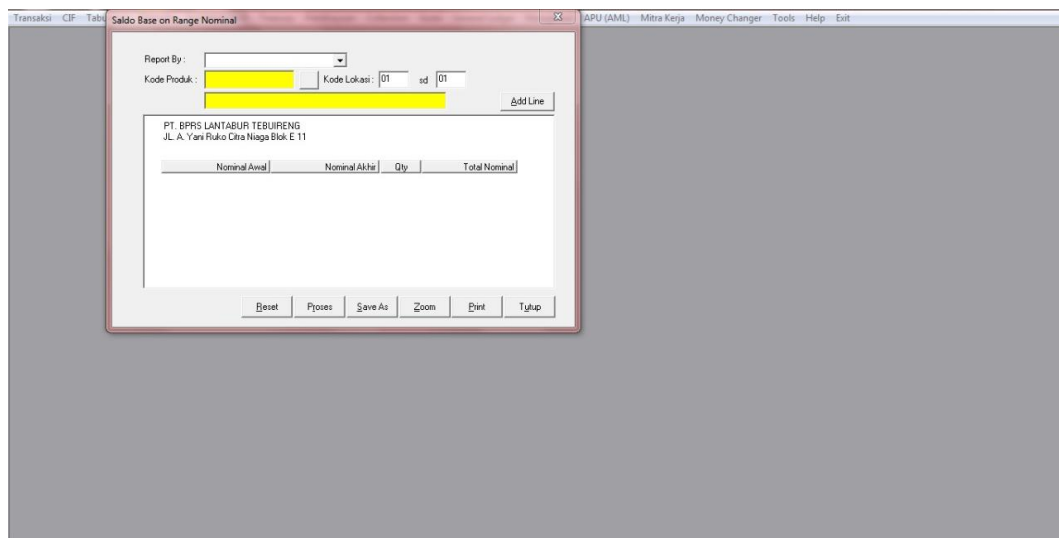 Transaksi CIF Tabu
Saldo Base on Range Nominal
APU (AML) Mitra Kerja Money Changer Tools Help Exit
Report By :
Kode Produk : Kode Lokasi : 01 sd 01
Add Line
PT. BPRS LANTABUR TEBUIRENG
JL. A. Yani Ruko Citra Niaga Blok E 11
Nominal Awal Nominal Akhir Qty Total Nominal
Reset Proses Save As Zoom Print Tutup